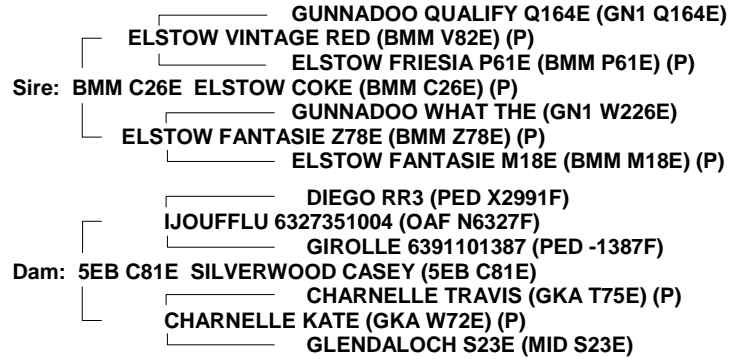 GUNNADOO QUALIFY Q164E (GN1 Q164E)
ELSTOW VINTAGE RED (BMM V82E) (P)
ELSTOW FRIESIA P61E (BMM P61E) (P)
Sire: BMM C26E ELSTOW COKE (BMM C26E) (P)
GUNNADOO WHAT THE (GN1 W226E)
ELSTOW FANTASIE Z78E (BMM Z78E) (P)
ELSTOW FANTASIE M18E (BMM M18E) (P)
DIEGO RR3 (PED X2991F)
IJOUFFLU 6327351004 (OAF N6327F)
GIROLLE 6391101387 (PED -1387F)
Dam: 5EB C81E SILVERWOOD CASEY (5EB C81E)
CHARNELLE TRAVIS (GKA T75E) (P)
CHARNELLE KATE (GKA W72E) (P)
GLENDALOCH S23E (MID S23E)